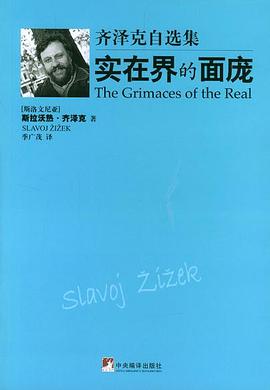 齐泽克自选集
实在界的面庞
The Grimaces of the Real
[斯洛文尼亚]
斯拉沃热·齐泽克 著
SLAVOJ ŽIŽEK
季广茂 译
Slavoj Žižek
中央编译出版社